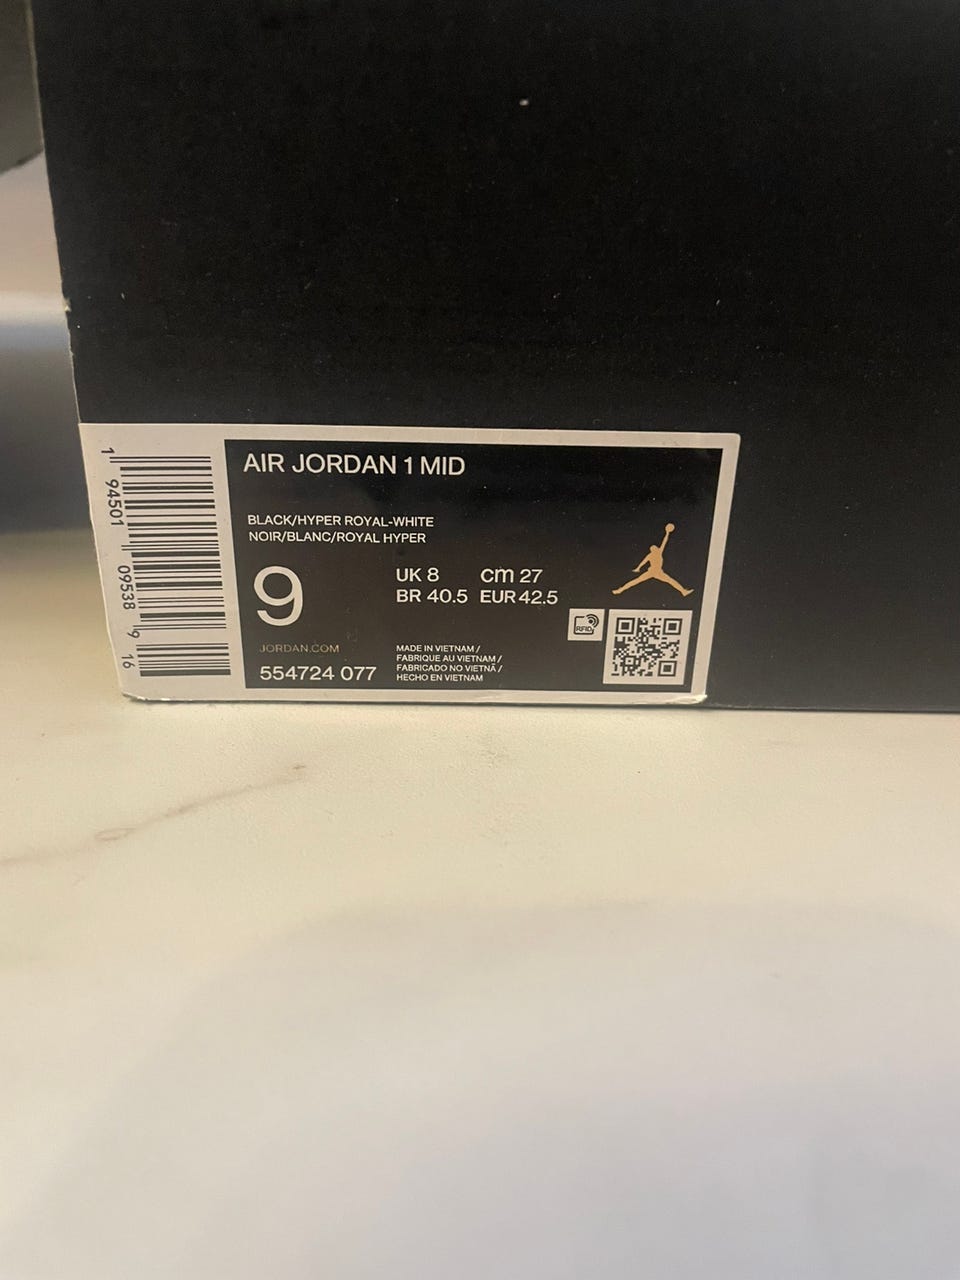 1 94501 09538 9 16
AIR JORDAN 1 MID
BLACK/HYPER ROYAL-WHITE
NOIR/BLANC/ROYAL HYPER
9
UK 8 cm 27
BR 40.5 EUR 42.5
RFID
JORDAN.COM
554724 077
MADE IN VIETNAM /
FABRIQUE AU VIETNAM /
FABRICADO NO VIETNÃ /
HECHO EN VIETNAM